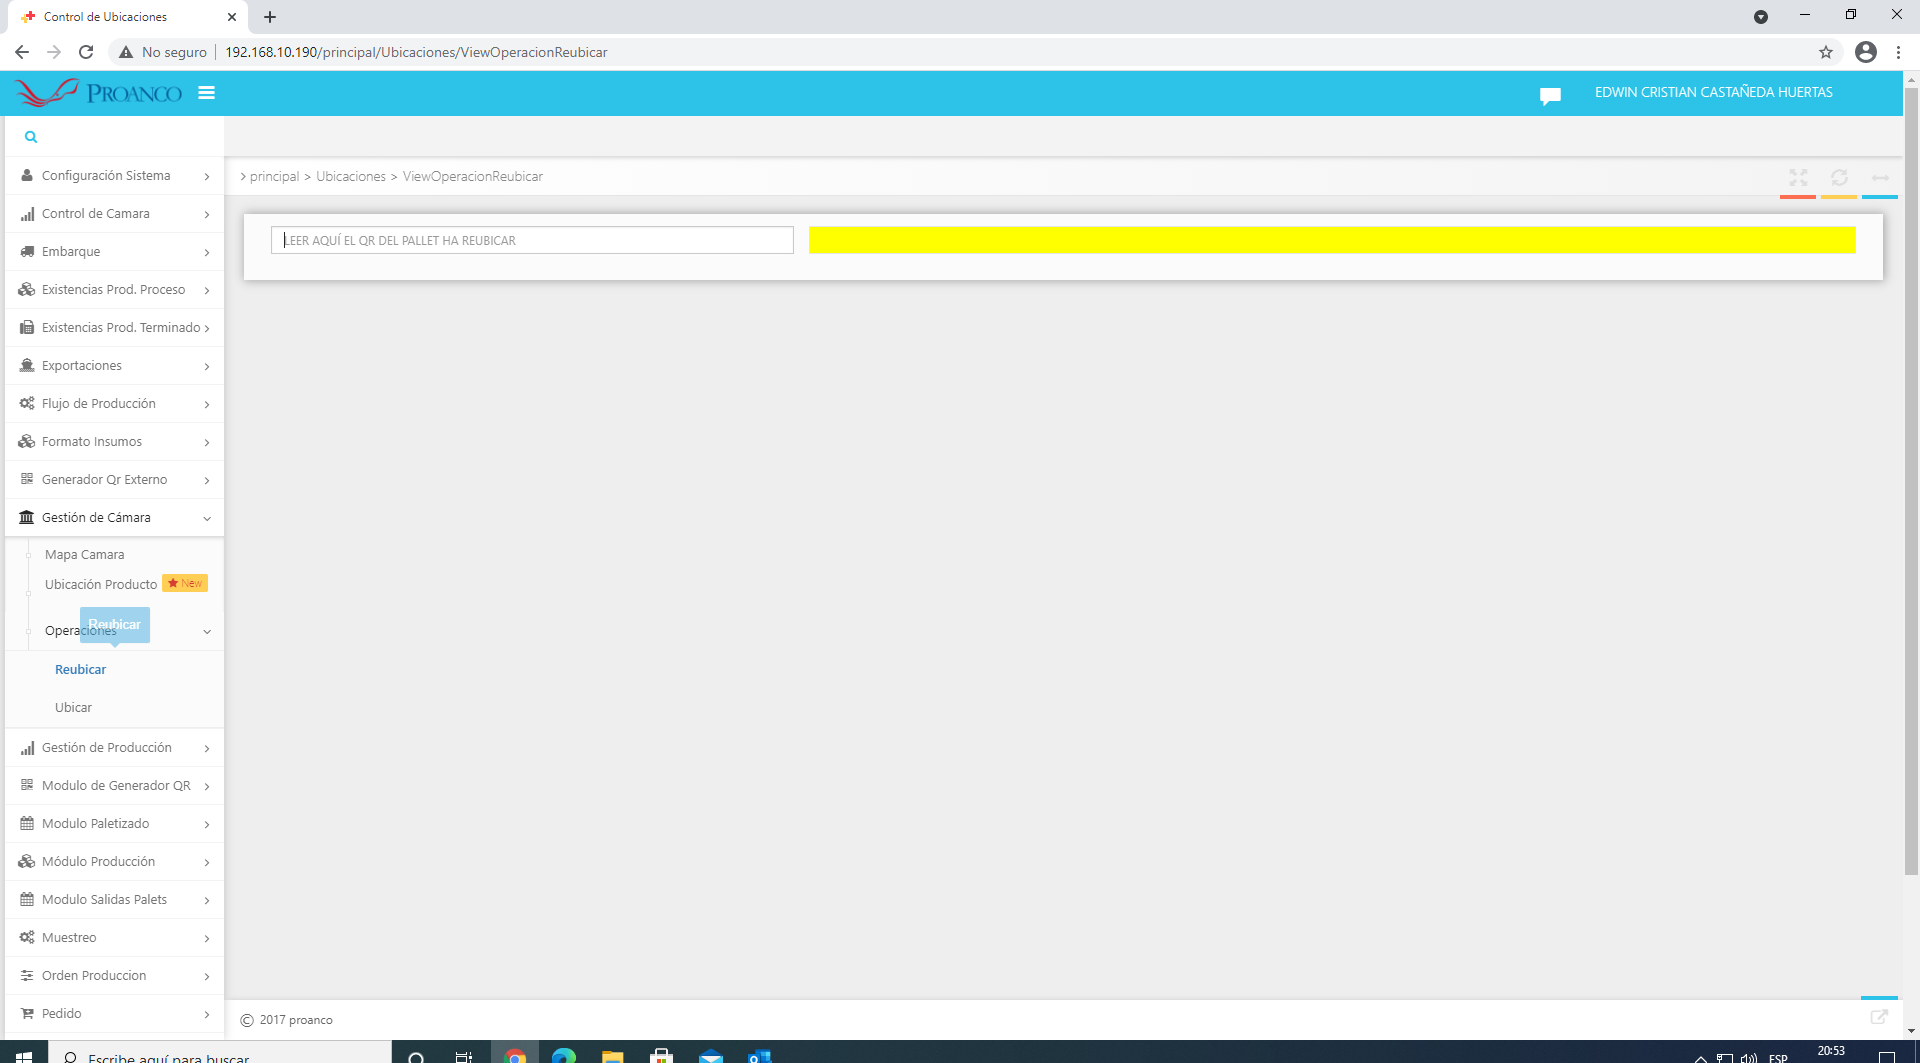 Control de Ubicaciones
No seguro
192.168.10.190/principal/Ubicaciones/ViewOperacionReubicar
PROANCO
EDWIN CRISTIAN CASTAÑEDA HUERTAS
Configuración Sistema
Control de Camara
Embarque
Existencias Prod. Proceso
Existencias Prod. Terminado
Exportaciones
Flujo de Producción
Formato Insumos
Generador Qr Externo
Gestión de Cámara
Mapa Camara
Ubicación Producto New
Operaciones
Reubicar
Reubicar
Ubicar
Gestión de Producción
Modulo de Generador QR
Modulo Paletizado
Módulo Producción
Modulo Salidas Palets
Muestreo
Orden Produccion
Pedido
> principal > Ubicaciones > ViewOperacionReubicar
LEER AQUÍ EL QR DEL PALLET HA REUBICAR
© 2017 proanco
Escribe aquí para buscar
ESP
20:53